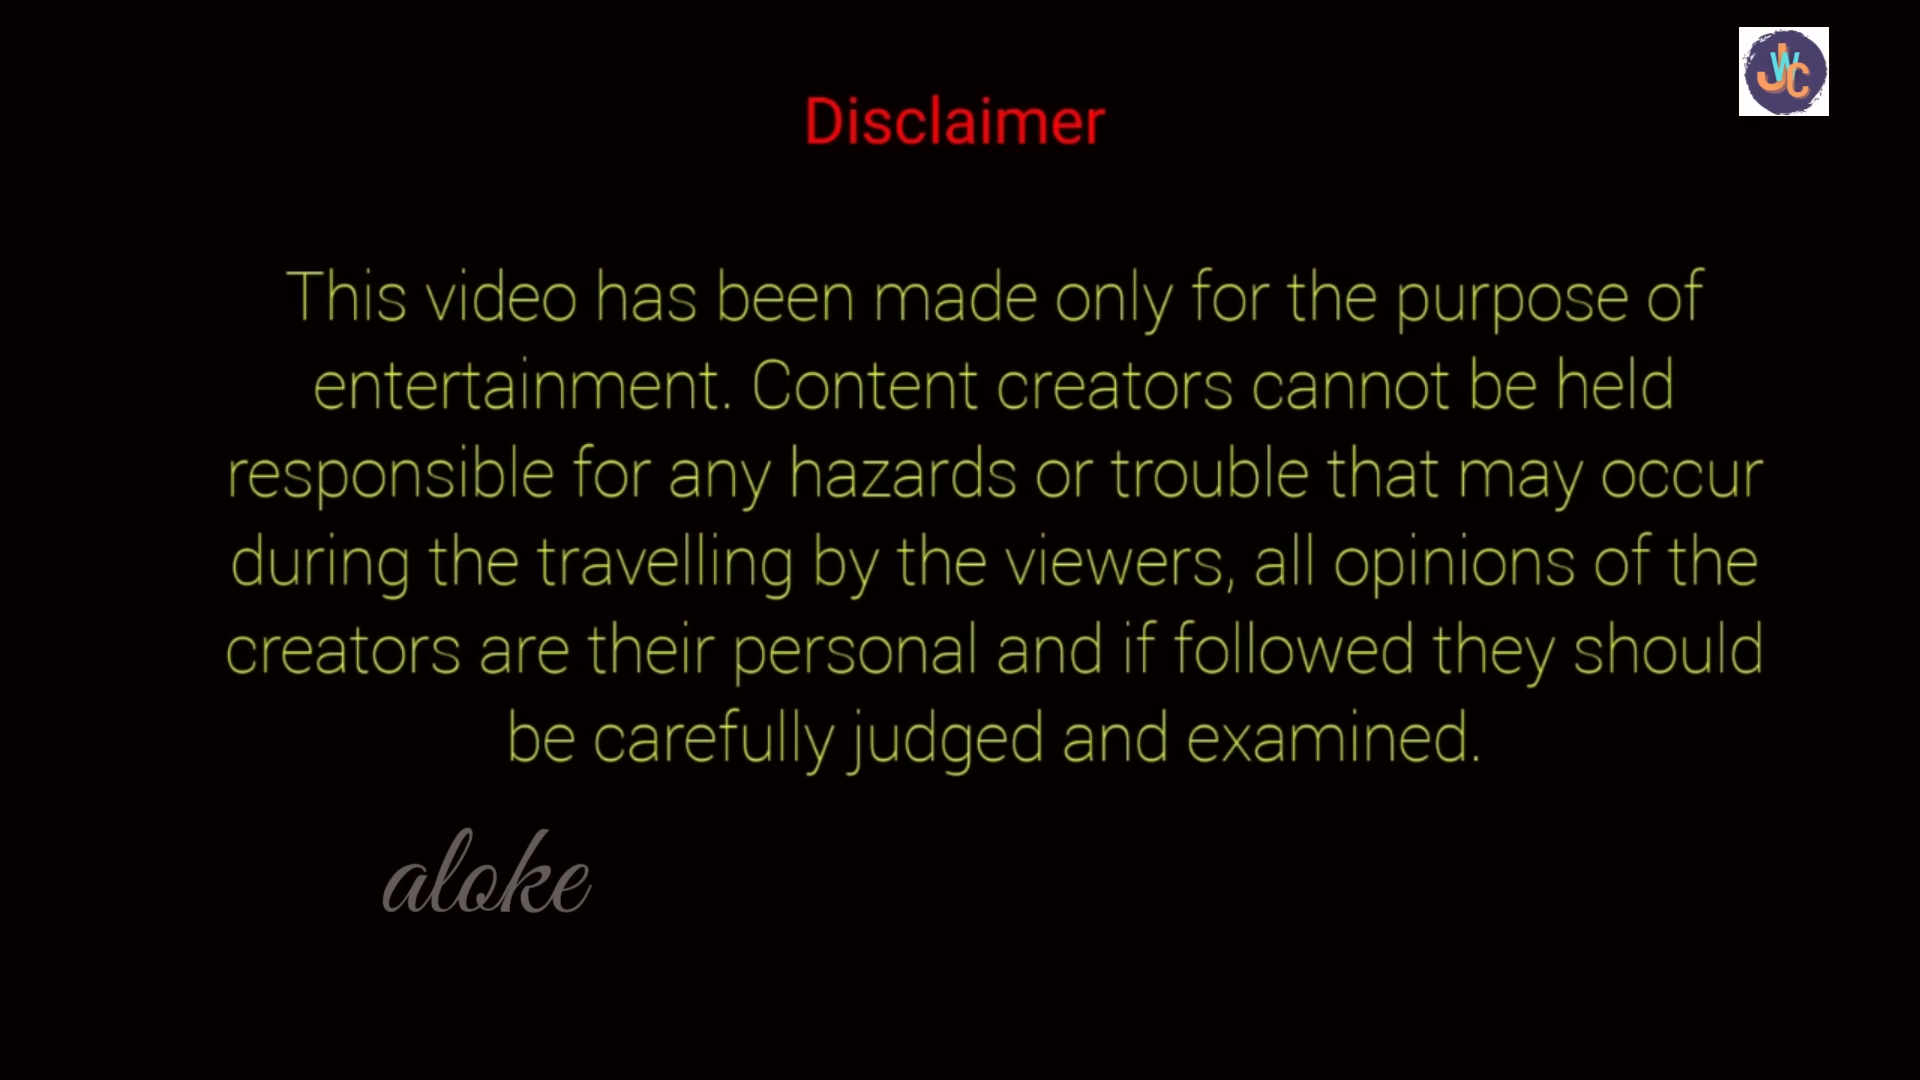 JWC
Disclaimer
This video has been made only for the purpose of
entertainment. Content creators cannot be held
responsible for any hazards or trouble that may occur
during the travelling by the viewers, all opinions of the
creators are their personal and if followed they should
be carefully judged and examined.
aloke